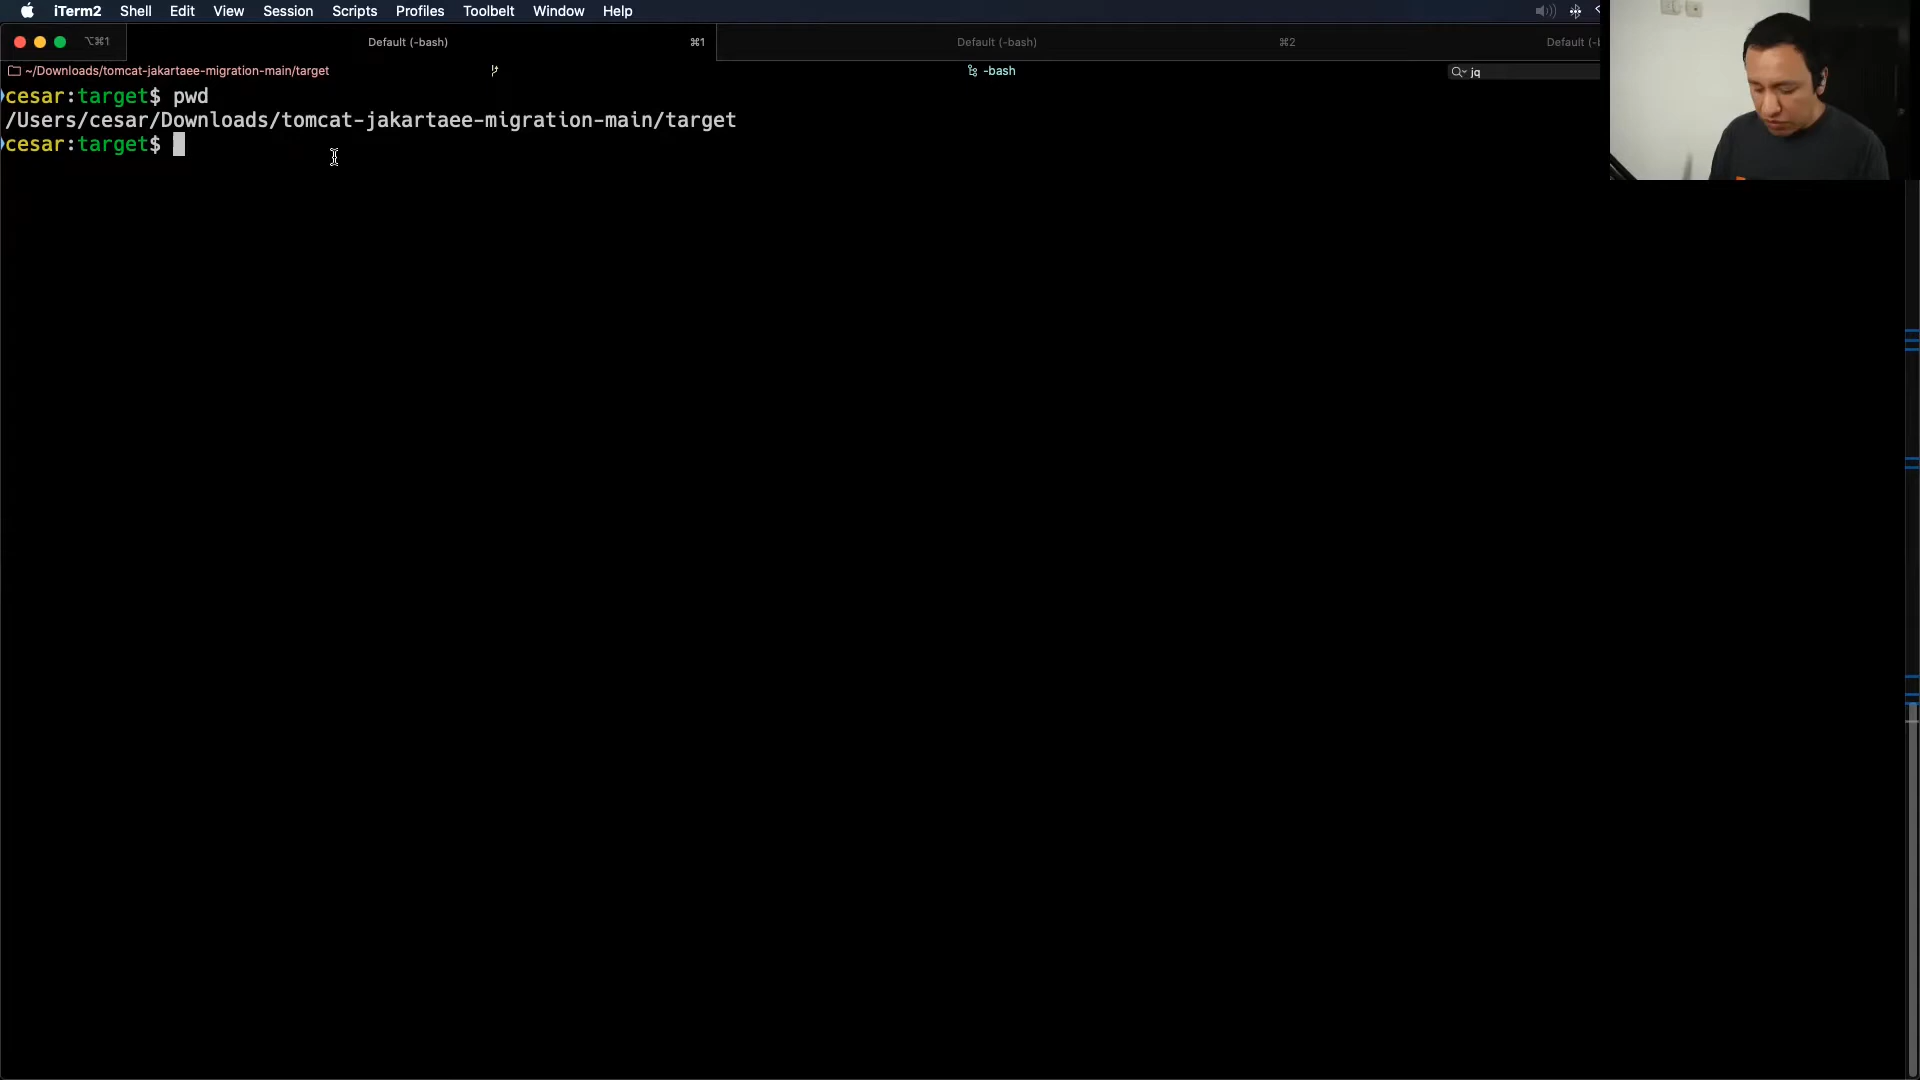 iTerm2 Shell Edit View Session Scripts Profiles Toolbelt Window Help
⌥⌘1 Default (-bash) ⌘1 Default (-bash) ⌘2 Default (-b
~/Downloads/tomcat-jakartaee-migration-main/target -bash jq
cesar:target$ pwd
/Users/cesar/Downloads/tomcat-jakartaee-migration-main/target
cesar:target$